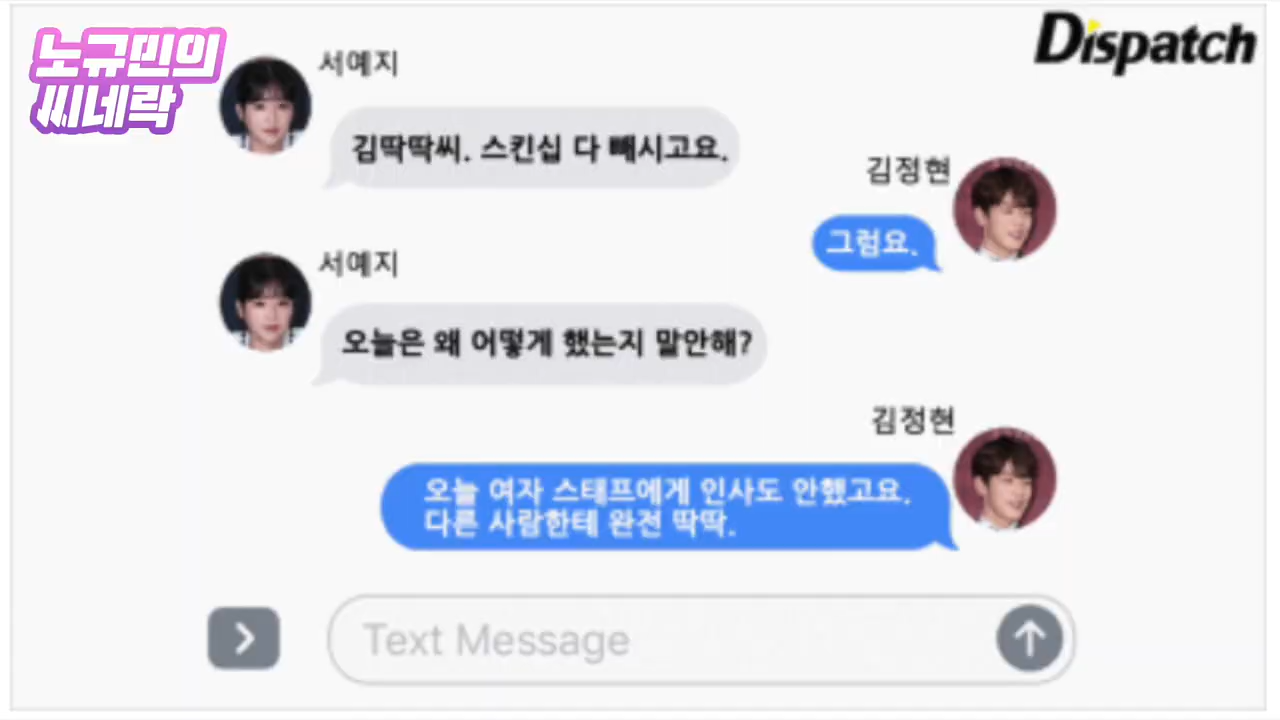 노규민의
씨네락
Dispatch
서예지
김딱딱씨. 스킨십 다 빼시고요.
김정현
그럼요.
서예지
오늘은 왜 어떻게 했는지 말안해?
김정현
오늘 여자 스태프에게 인사도 안했고요.
다른 사람한테 완전 딱딱.
Text Message